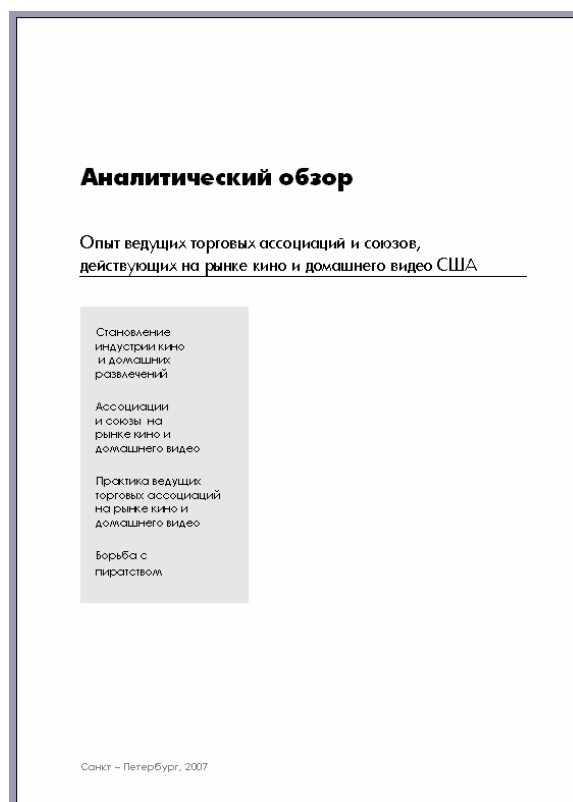 Аналитический обзор
Опыт ведущих торговых ассоциаций и союзов,
действующих на рынке кино и домашнего видео США
Становление
индустрии кино
и домашних
развлечений
Ассоциации
и союзы на
рынке кино и
домашнего видео
Практика ведущих
торговых ассоциаций
на рынке кино и
домашнего видео
Борьба с
пиратством
Санкт – Петербург, 2007